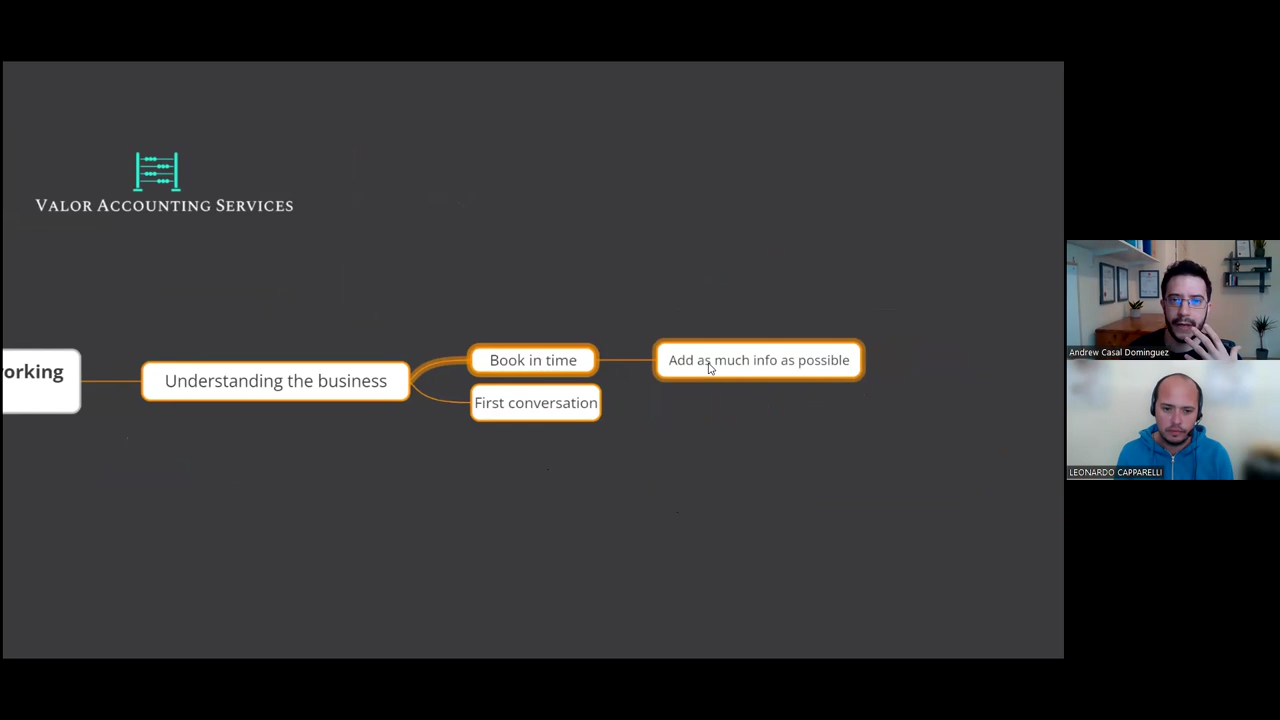 VALOR ACCOUNTING SERVICES
orking
Understanding the business
Book in time
Add as much info as possible
First conversation
Andrew Casal Dominguez
LEONARDO CAPPARELLI